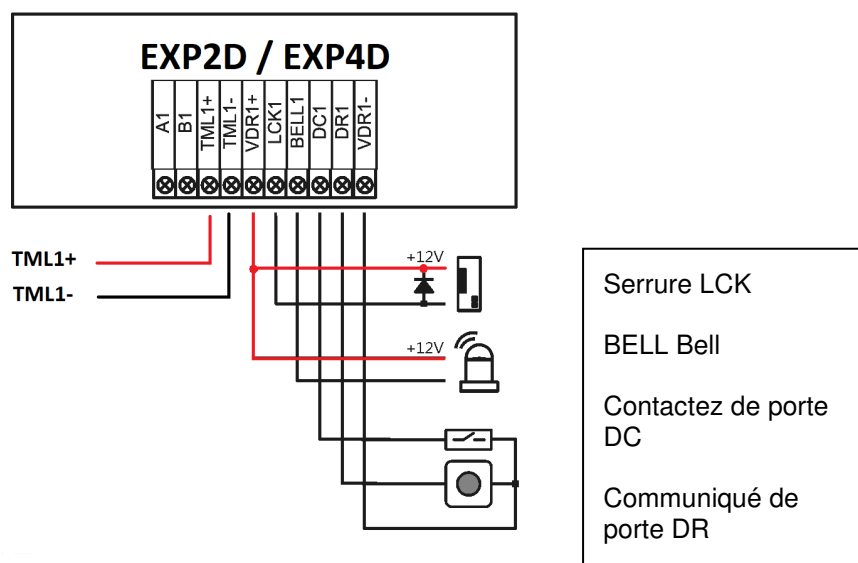 EXP2D / EXP4D
A1
B1
TML1+
TML1-
VDR1+
LCK1
BELL1
DC1
DR1
VDR1-
TML1+
TML1-
+12V
+12V
Serrure LCK
BELL Bell
Contactez de porte
DC
Communiqué de
porte DR